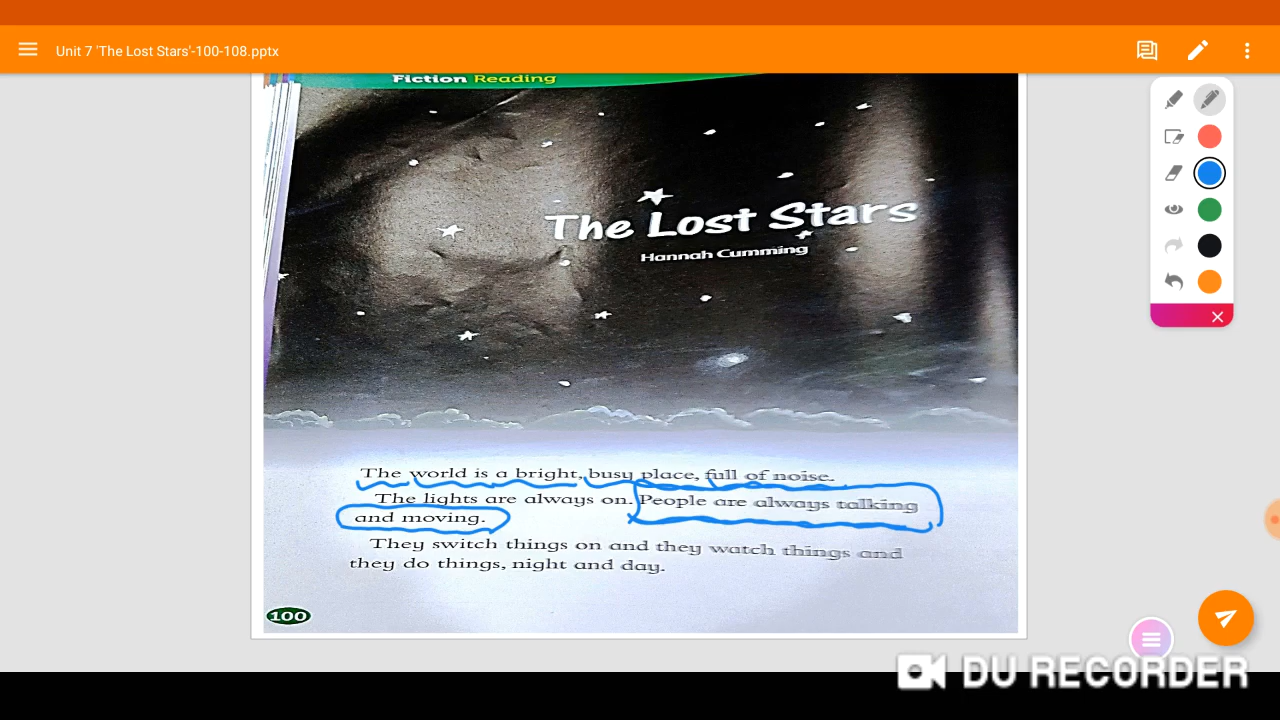 Unit 7 'The Lost Stars'-100-108.pptx
Fiction Reading
The Lost Stars
Hannah Cumming
The world is a bright, busy place, full of noise.
The lights are always on. People are always talking
and moving.
They switch things on and they watch things and
they do things, night and day.
100
DU RECORDER